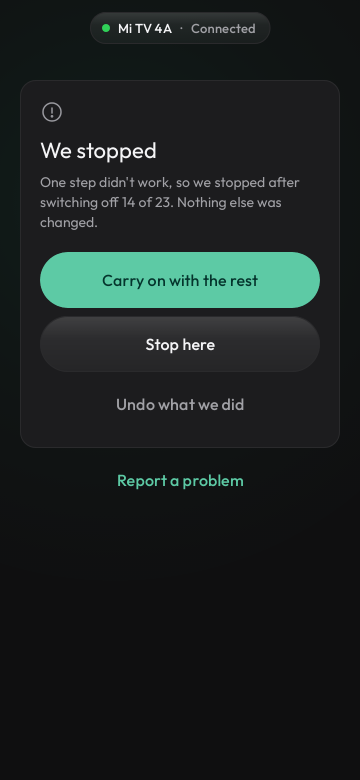 Mi TV 4A · Connected
We stopped
One step didn't work, so we stopped after
switching off 14 of 23. Nothing else was
changed.
Carry on with the rest
Stop here
Undo what we did
Report a problem